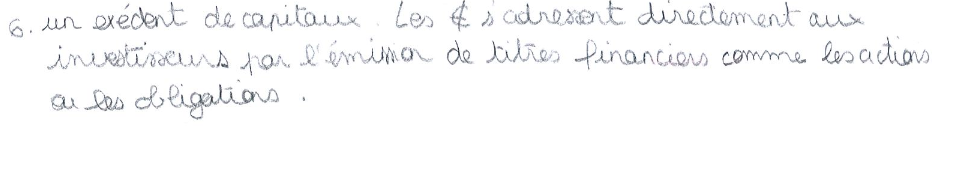 6. un exédent de capitaux. Les € s'adressent directement aux
investisseurs par l'émission de titres financiers comme les actions
ou les obligations.